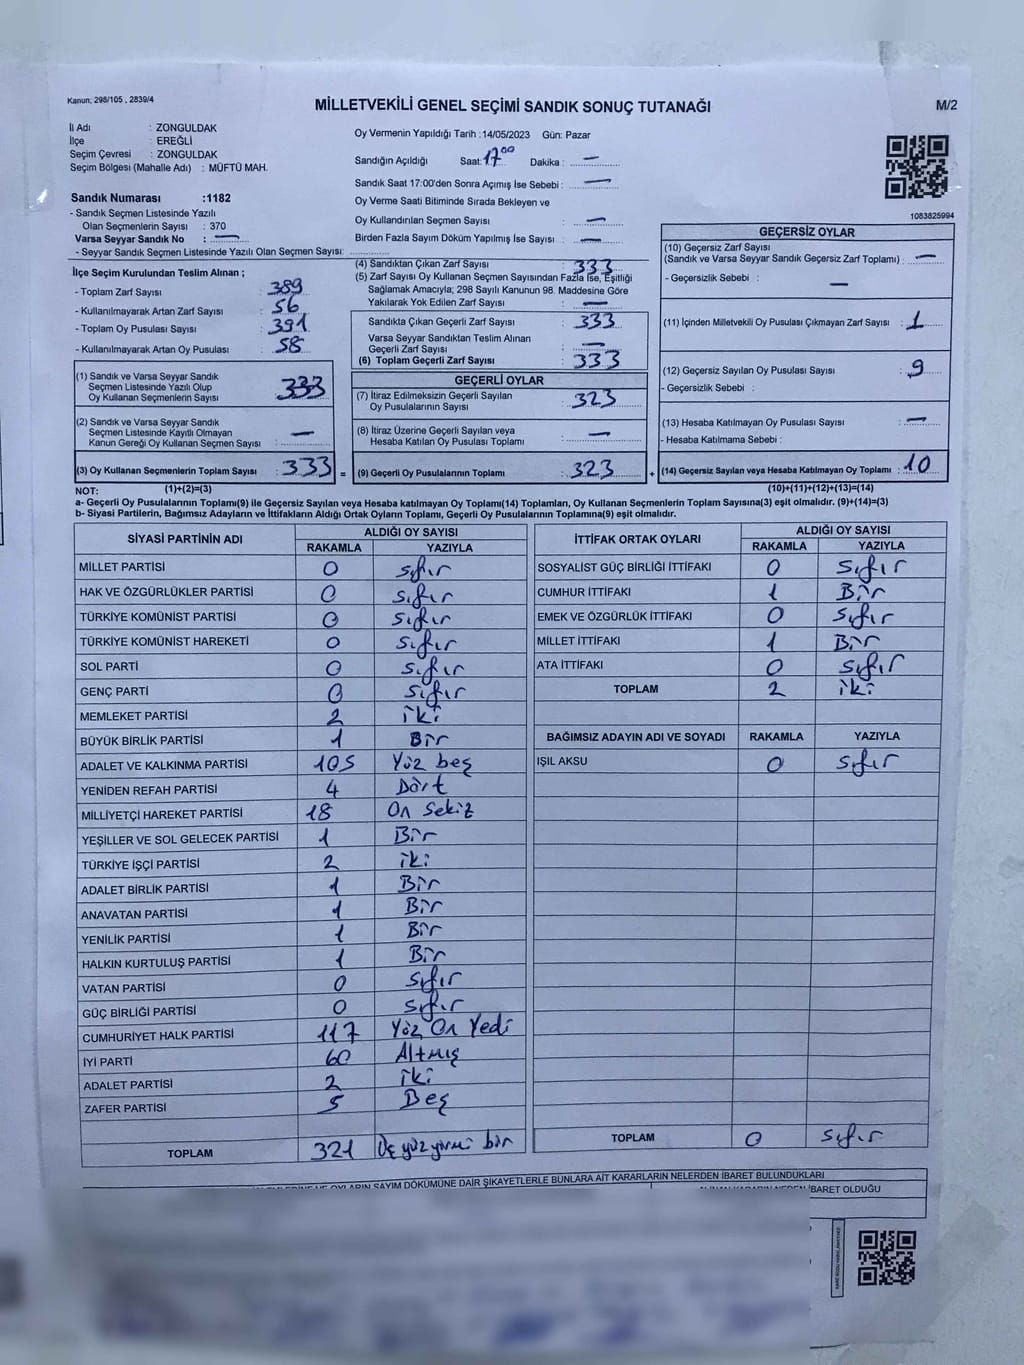 Kanun; 298/105 , 2839/4
MİLLETVEKİLİ GENEL SEÇİMİ SANDIK SONUÇ TUTANAĞI
M/2
İl Adı : ZONGULDAK
İlçe : EREĞLİ
Seçim Çevresi : ZONGULDAK
Seçim Bölgesi (Mahalle Adı) : MÜFTÜ MAH.
Sandık Numarası :1182
- Sandık Seçmen Listesinde Yazılı
Olan Seçmenlerin Sayısı : 370
Varsa Seyyar Sandık No : —
- Seyyar Sandık Seçmen Listesinde Yazılı Olan Seçmen Sayısı:
İlçe Seçim Kurulundan Teslim Alınan ;
- Toplam Zarf Sayısı : 389
- Kullanılmayarak Artan Zarf Sayısı : 56
- Toplam Oy Pusulası Sayısı : 391
- Kullanılmayarak Artan Oy Pusulası : 58
(1) Sandık ve Varsa Seyyar Sandık
Seçmen Listesinde Yazılı Olup
Oy Kullanan Seçmenlerin Sayısı : 333
(2) Sandık ve Varsa Seyyar Sandık
Seçmen Listesinde Kayıtlı Olmayan
Kanun Gereği Oy Kullanan Seçmen Sayısı : —
(3) Oy Kullanan Seçmenlerin Toplam Sayısı : 333 =
(1)+(2)=(3)
Oy Vermenin Yapıldığı Tarih :14/05/2023 Gün: Pazar
Sandığın Açıldığı Saat: 17⁰⁰ Dakika : —
Sandık Saat 17:00'den Sonra Açımış İse Sebebi : —
Oy Verme Saati Bitiminde Sırada Bekleyen ve
Oy Kullandırılan Seçmen Sayısı : —
Birden Fazla Sayım Döküm Yapılmış İse Sayısı : —
(4) Sandıktan Çıkan Zarf Sayısı : 333
(5) Zarf Sayısı Oy Kullanan Seçmen Sayısından Fazla İse, Eşitliği
Sağlamak Amacıyla; 298 Sayılı Kanunun 98. Maddesine Göre
Yakılarak Yok Edilen Zarf Sayısı : —
Sandıkta Çıkan Geçerli Zarf Sayısı : 333
Varsa Seyyar Sandıktan Teslim Alınan
Geçerli Zarf Sayısı : —
(6) Toplam Geçerli Zarf Sayısı : 333
GEÇERLİ OYLAR
(7) İtiraz Edilmeksizin Geçerli Sayılan
Oy Pusulalarının Sayısı : 323
(8) İtiraz Üzerine Geçerli Sayılan veya
Hesaba Katılan Oy Pusulası Toplamı : —
(9) Geçerli Oy Pusulalarının Toplamı : 323 +
1083825994
GEÇERSİZ OYLAR
(10) Geçersiz Zarf Sayısı
(Sandık ve Varsa Seyyar Sandık Geçersiz Zarf Toplamı) : —
- Geçersizlik Sebebi : —
(11) İçinden Milletvekili Oy Pusulası Çıkmayan Zarf Sayısı : 1
(12) Geçersiz Sayılan Oy Pusulası Sayısı : 9
- Geçersizlik Sebebi :
(13) Hesaba Katılmayan Oy Pusulası Sayısı : —
- Hesaba Katılmama Sebebi :
(14) Geçersiz Sayılan veya Hesaba Katılmayan Oy Toplamı : 10
(10)+(11)+(12)+(13)=(14)
NOT:
a- Geçerli Oy Pusulalarının Toplamı(9) ile Geçersiz Sayılan veya Hesaba katılmayan Oy Toplamı(14) Toplamları, Oy Kullanan Seçmenlerin Toplam Sayısına(3) eşit olmalıdır. (9)+(14)=(3)
b- Siyasi Partilerin, Bağımsız Adayların ve İttifakların Aldığı Ortak Oyların Toplamı, Geçerli Oy Pusulalarının Toplamına(9) eşit olmalıdır.
SİYASİ PARTİNİN ADI ALDIĞI OY SAYISI
RAKAMLA YAZIYLA
MİLLET PARTİSİ 0 sıfır
HAK VE ÖZGÜRLÜKLER PARTİSİ 0 sıfır
TÜRKİYE KOMÜNİST PARTİSİ 0 sıfır
TÜRKİYE KOMÜNİST HAREKETİ 0 sıfır
SOL PARTİ 0 sıfır
GENÇ PARTİ 0 sıfır
MEMLEKET PARTİSİ 2 iki
BÜYÜK BİRLİK PARTİSİ 1 Bir
ADALET VE KALKINMA PARTİSİ 105 Yüz beş
YENİDEN REFAH PARTİSİ 4 Dört
MİLLİYETÇİ HAREKET PARTİSİ 18 On Sekiz
YEŞİLLER VE SOL GELECEK PARTİSİ 1 Bir
TÜRKİYE İŞÇİ PARTİSİ 2 iki
ADALET BİRLİK PARTİSİ 1 Bir
ANAVATAN PARTİSİ 1 Bir
YENİLİK PARTİSİ 1 Bir
HALKIN KURTULUŞ PARTİSİ 1 Bir
VATAN PARTİSİ 0 sıfır
GÜÇ BİRLİĞİ PARTİSİ 0 sıfır
CUMHURİYET HALK PARTİSİ 117 Yüz On Yedi
İYİ PARTİ 60 Altmış
ADALET PARTİSİ 2 iki
ZAFER PARTİSİ 5 Beş
TOPLAM 321 Üç yüz yirmi bir
İTTİFAK ORTAK OYLARI ALDIĞI OY SAYISI
RAKAMLA YAZIYLA
SOSYALİST GÜÇ BİRLİĞİ İTTİFAKI 0 sıfır
CUMHUR İTTİFAKI 1 Bir
EMEK VE ÖZGÜRLÜK İTTİFAKI 0 sıfır
MİLLET İTTİFAKI 1 Bir
ATA İTTİFAKI 0 sıfır
TOPLAM 2 iki
BAĞIMSIZ ADAYIN ADI VE SOYADI RAKAMLA YAZIYLA
IŞIL AKSU 0 sıfır
TOPLAM 0 sıfır
OYLARIN SAYIM DÖKÜMÜNE DAİR ŞİKAYETLERLE BUNLARA AİT KARARLARIN NELERDEN İBARET BULUNDUKLARI
İBARET OLDUĞU